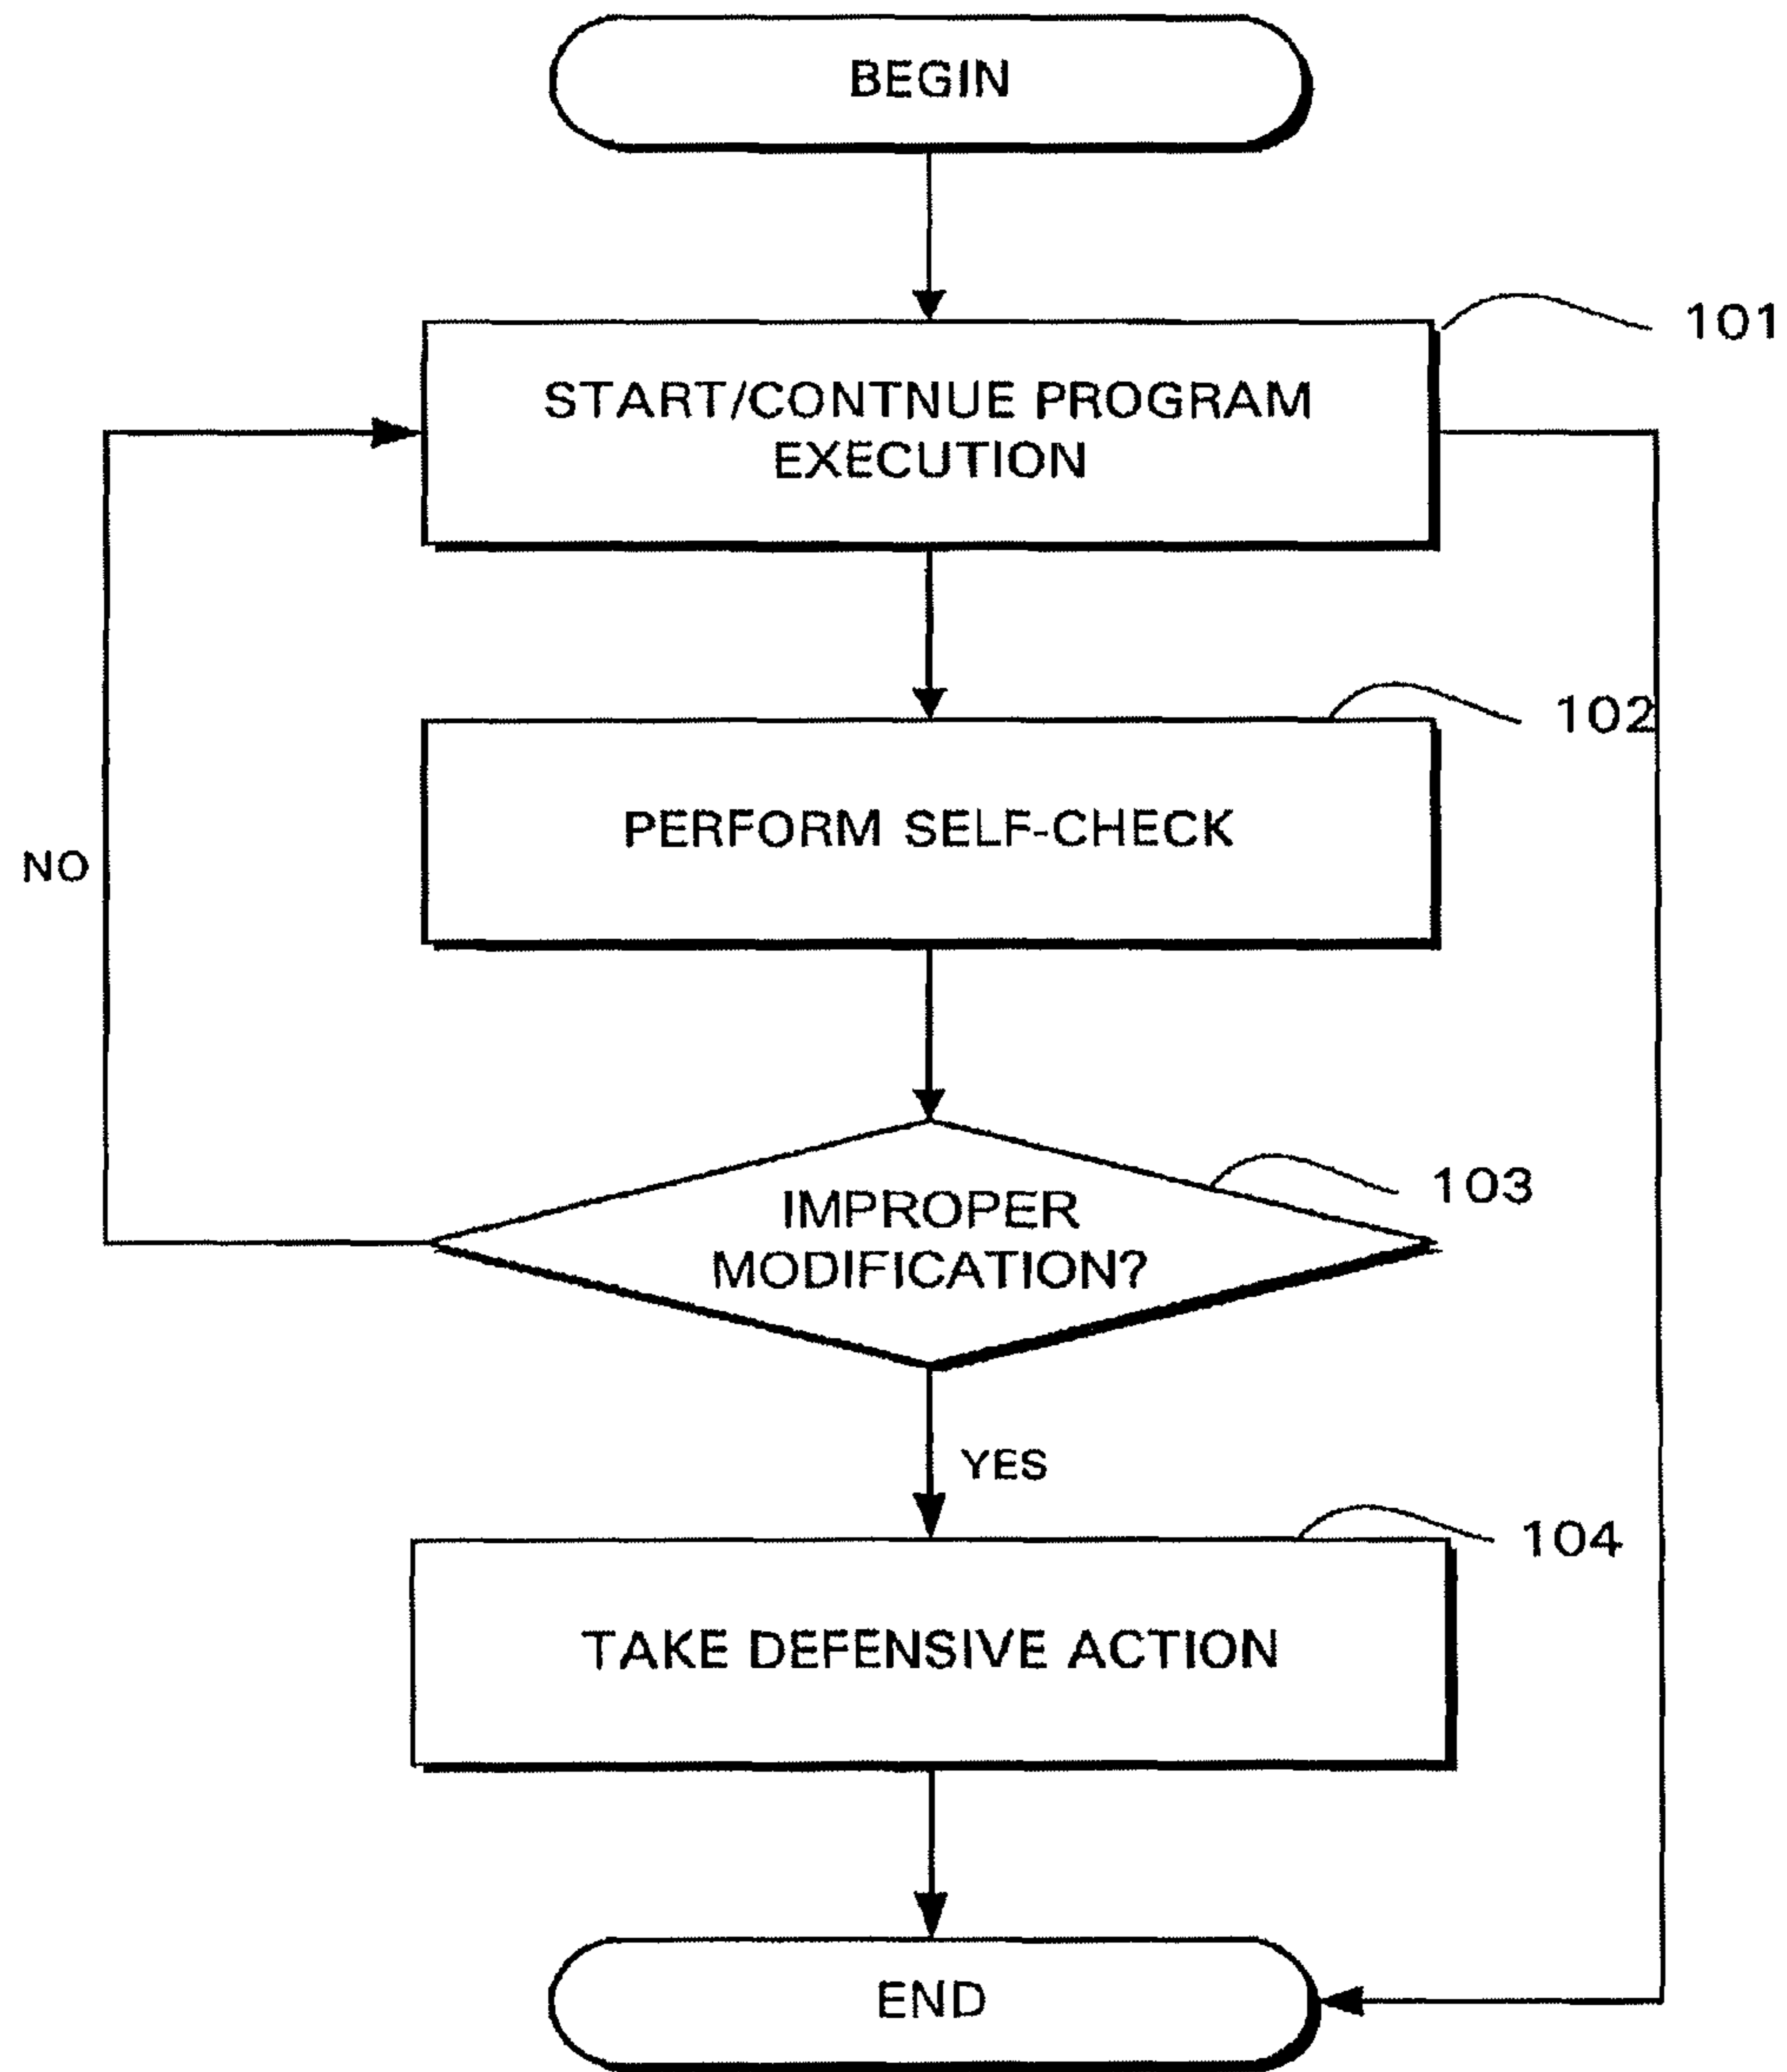 BEGIN
101
START/CONTNUE PROGRAM
EXECUTION
102
PERFORM SELF-CHECK
NO
103
IMPROPER
MODIFICATION?
YES
104
TAKE DEFENSIVE ACTION
END